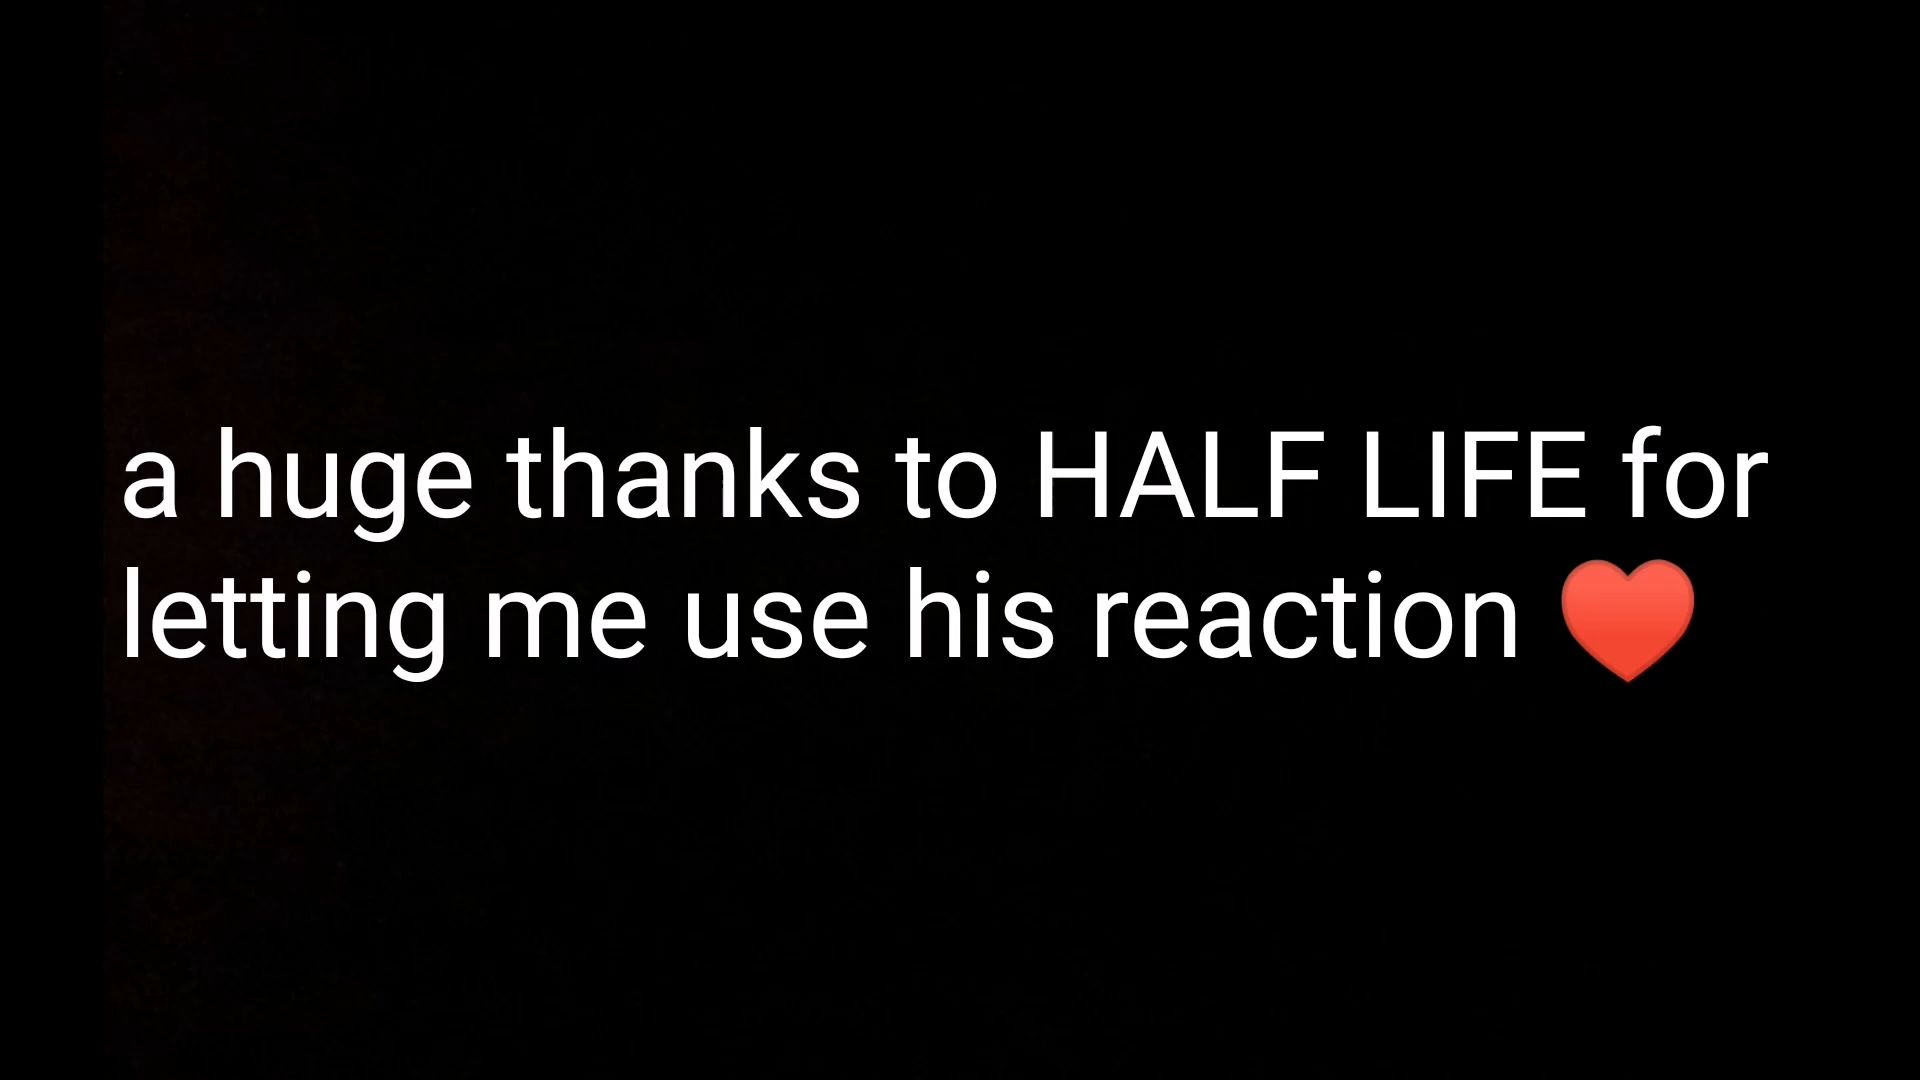 a huge thanks to HALF LIFE for
letting me use his reaction ♥️